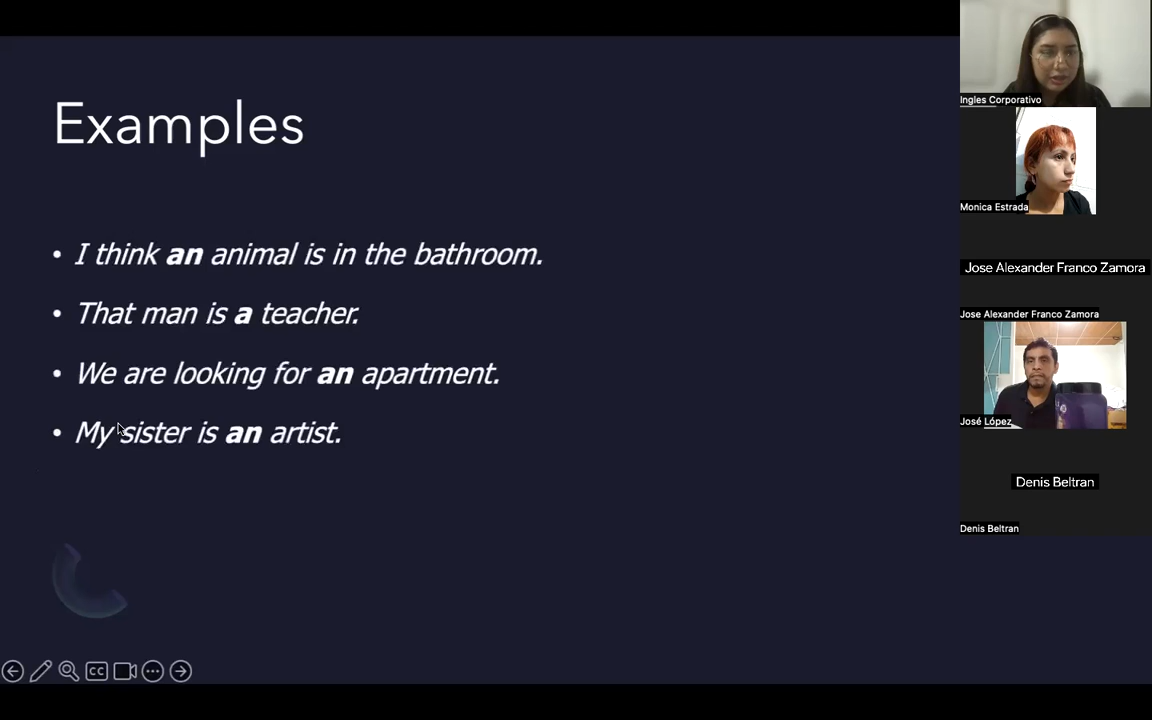 Examples
• I think an animal is in the bathroom.
• That man is a teacher.
• We are looking for an apartment.
• My sister is an artist.
CC
Ingles Corporativo
Monica Estrada
Jose Alexander Franco Zamora
Jose Alexander Franco Zamora
José López
Denis Beltran
Denis Beltran